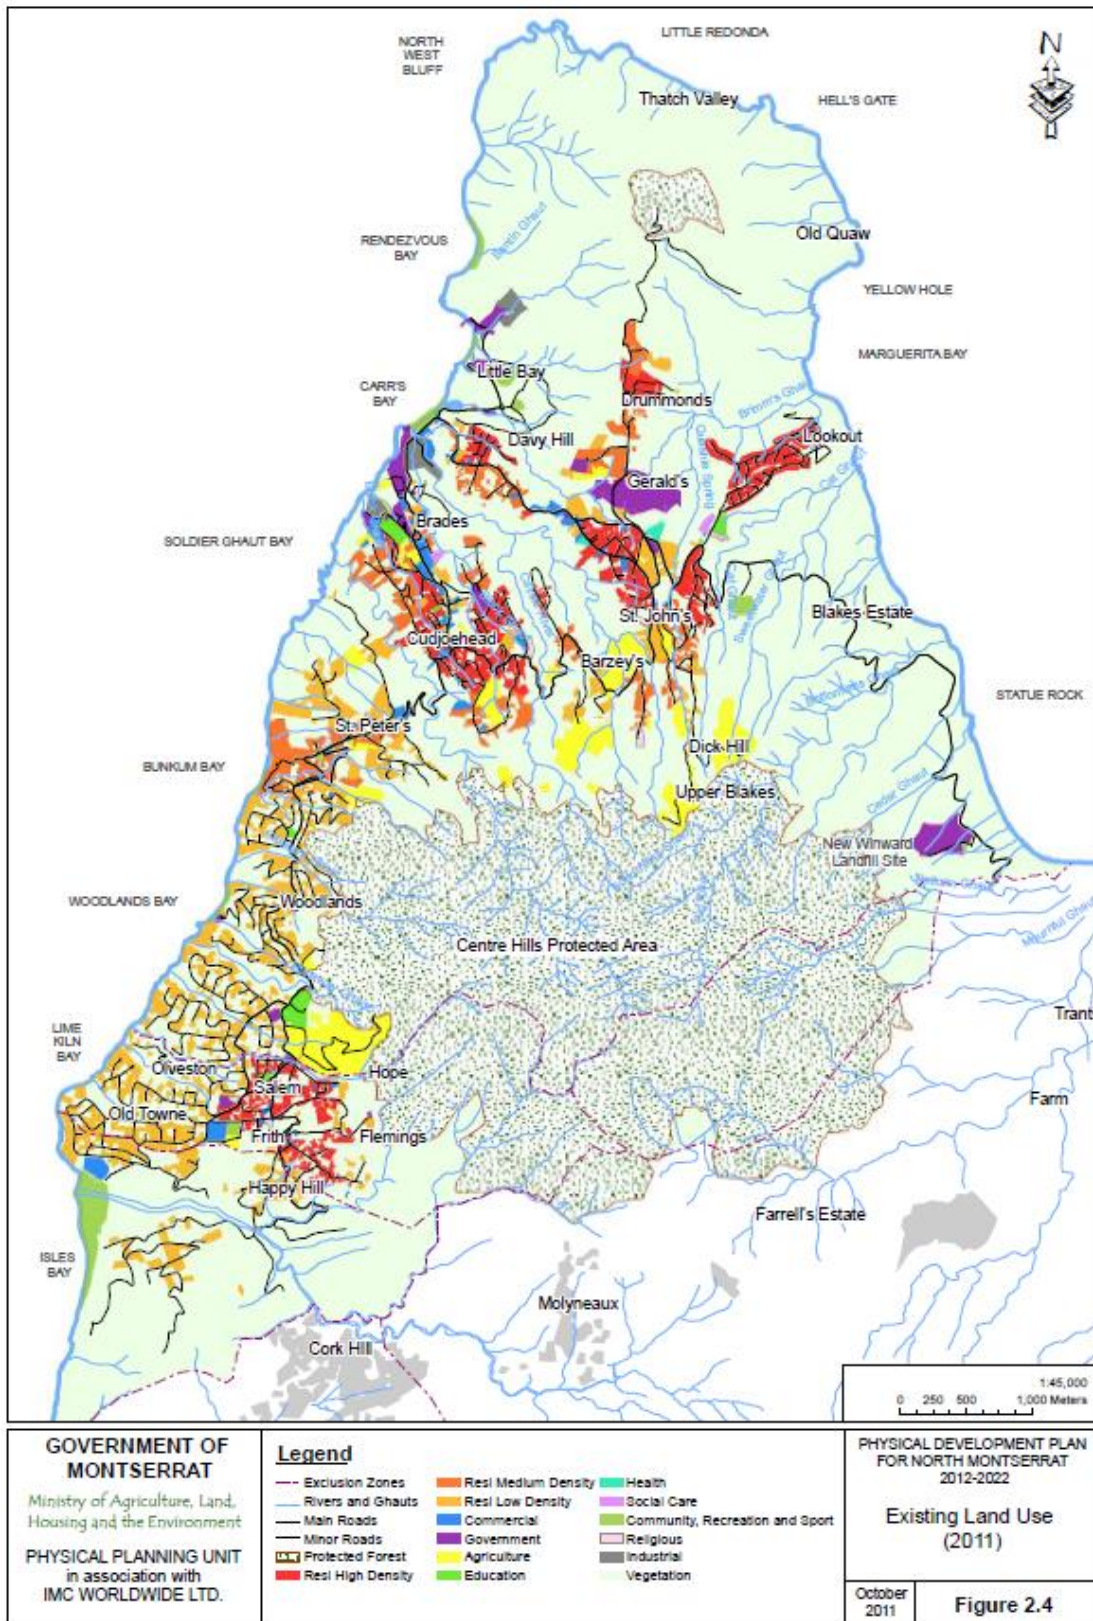 NORTH
WEST
BLUFF
LITTLE REDONDA
N
Thatch Valley
HELL'S GATE
Old Quaw
RENDEZVOUS
BAY
YELLOW HOLE
MARGUERITA BAY
Little Bay
CARR'S
BAY
Drummonds
Davy Hill
Lookout
Gerald's
Brades
SOLDIER GHAUT BAY
Blakes Estate
St. John's
Cudjoehead
Barzey's
STATUE ROCK
St. Peter's
Dick Hill
BUNKUM BAY
Upper Blakes
Cedar Ghaut
New Winward
Landfill Site
WOODLANDS BAY
Woodlands
Mournful Ghaut
Centre Hills Protected Area
Trant
LIME
KILN
BAY
Olveston
Hope
Salem
Farm
Old Towne
Frith
Flemings
Happy Hill
Farrell's Estate
ISLES
BAY
Molyneaux
Cork Hill
1:45,000
0 250 500 1,000 Meters
GOVERNMENT OF
MONTSERRAT
Ministry of Agriculture, Land,
Housing and the Environment
PHYSICAL PLANNING UNIT
in association with
IMC WORLDWIDE LTD.
Legend
Exclusion Zones
Rivers and Ghauts
Main Roads
Minor Roads
Protected Forest
Resl High Density
Resl Medium Density
Resl Low Density
Commercial
Government
Agriculture
Education
Health
Social Care
Community, Recreation and Sport
Religious
Industrial
Vegetation
PHYSICAL DEVELOPMENT PLAN
FOR NORTH MONTSERRAT
2012-2022
Existing Land Use
(2011)
October
2011
Figure 2.4